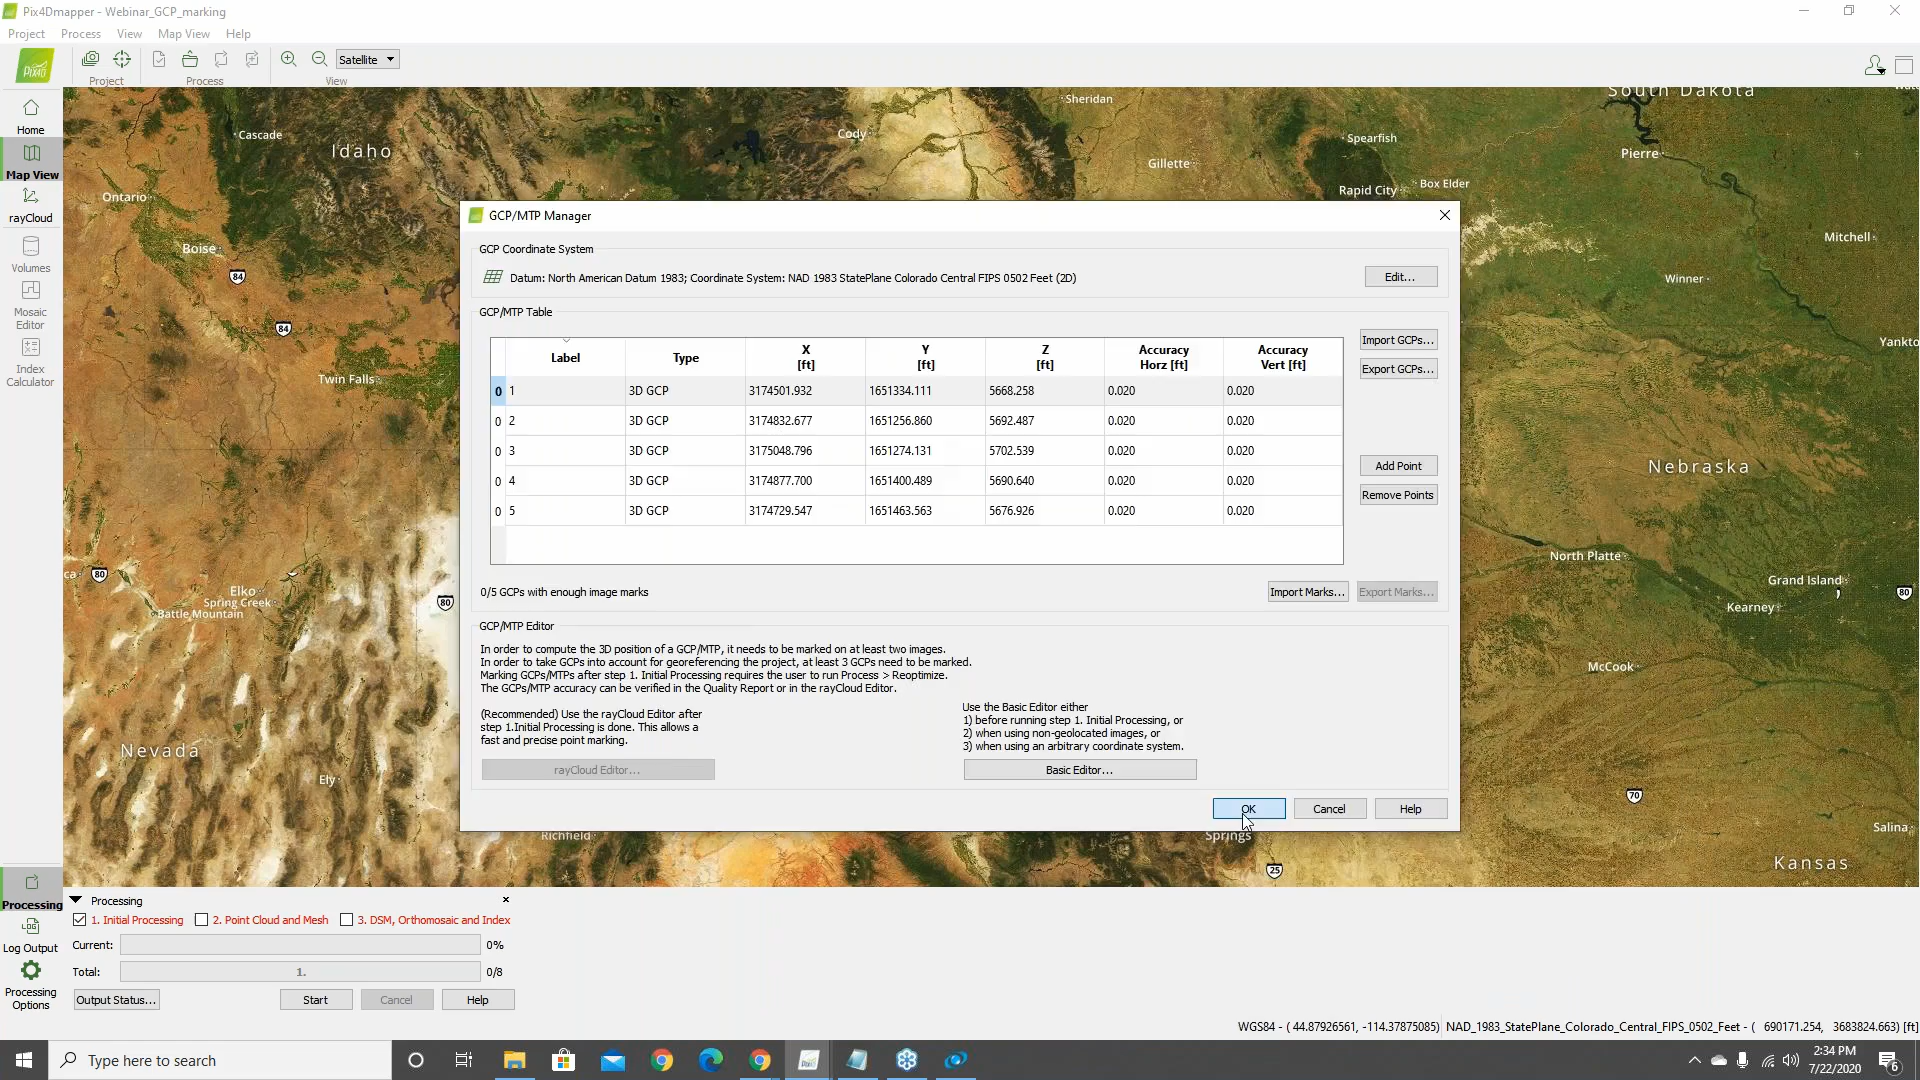 Pix4Dmapper - Webinar_GCP_marking
Project Process View Map View Help
Satellite
Project Process View
Home
Map View
rayCloud
Volumes
Mosaic
Editor
Index
Calculator
Processing
Log Output
Processing
Options
Sheridan
South Dakota
Cascade
Idaho
Cody
Spearfish
Gillette
Pierre
Ontario
Rapid City
Box Elder
Boise
Mitchell
84
Winner
84
Yankto
Twin Falls
Nebraska
North Platte
Grand Island
Kearney
80
ca
80
Elko
Spring Creek
Battle Mountain
80
McCook
Nevada
Ely
70
Salina
Richfield
Springs
Kansas
25
GCP/MTP Manager
GCP Coordinate System
Datum: North American Datum 1983; Coordinate System: NAD 1983 StatePlane Colorado Central FIPS 0502 Feet (2D)
Edit...
GCP/MTP Table
Label Type X [ft] Y [ft] Z [ft] Accuracy Horz [ft] Accuracy Vert [ft]
0 1 3D GCP 3174501.932 1651334.111 5668.258 0.020 0.020
0 2 3D GCP 3174832.677 1651256.860 5692.487 0.020 0.020
0 3 3D GCP 3175048.796 1651274.131 5702.539 0.020 0.020
0 4 3D GCP 3174877.700 1651400.489 5690.640 0.020 0.020
0 5 3D GCP 3174729.547 1651463.563 5676.926 0.020 0.020
Import GCPs...
Export GCPs...
Add Point
Remove Points
0/5 GCPs with enough image marks
Import Marks... Export Marks...
GCP/MTP Editor
In order to compute the 3D position of a GCP/MTP, it needs to be marked on at least two images.
In order to take GCPs into account for georeferencing the project, at least 3 GCPs need to be marked.
Marking GCPs/MTPs after step 1. Initial Processing requires the user to run Process > Reoptimize.
The GCPs/MTP accuracy can be verified in the Quality Report or in the rayCloud Editor.
(Recommended) Use the rayCloud Editor after
step 1.Initial Processing is done. This allows a
fast and precise point marking.
rayCloud Editor...
Use the Basic Editor either
1) before running step 1. Initial Processing, or
2) when using non-geolocated images, or
3) when using an arbitrary coordinate system.
Basic Editor...
OK Cancel Help
Processing
1. Initial Processing 2. Point Cloud and Mesh 3. DSM, Orthomosaic and Index
Current: 0%
Total: 1. 0/8
Output Status... Start Cancel Help
WGS84 - ( 44.87926561, -114.37875085) NAD_1983_StatePlane_Colorado_Central_FIPS_0502_Feet - ( 690171.254, 3683824.663) [ft]
Type here to search
2:34 PM
7/22/2020
6